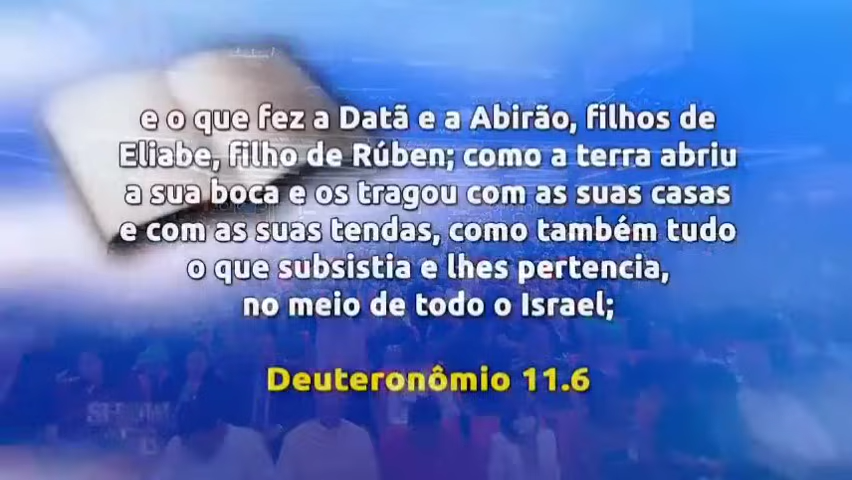 e o que fez a Datã e a Abirão, filhos de
Eliabe, filho de Rúben; como a terra abriu
a sua boca e os tragou com as suas casas
e com as suas tendas, como também tudo
o que subsistia e lhes pertencia,
no meio de todo o Israel;
Deuteronômio 11.6